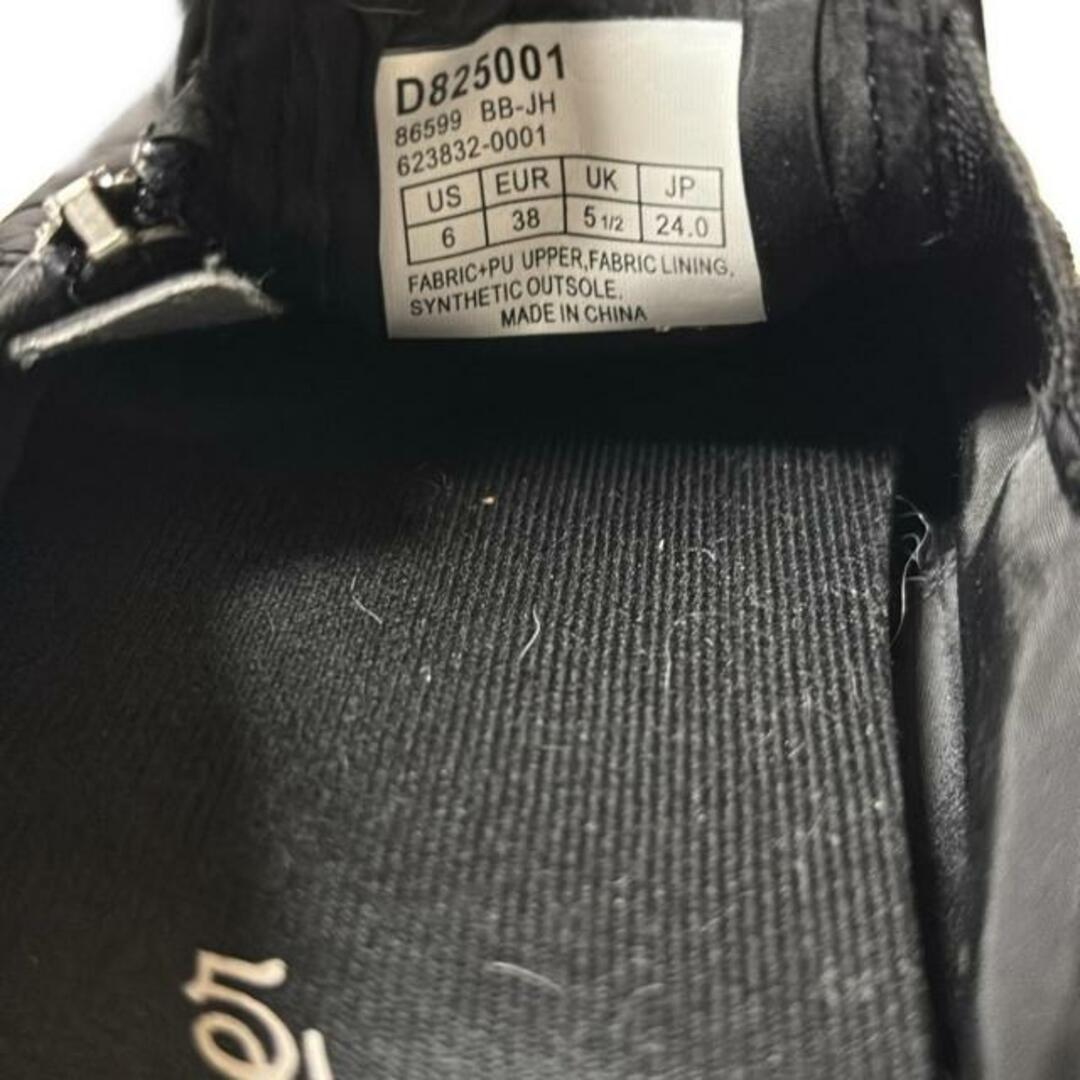 D825001
86599 BB-JH
623832-0001
US EUR UK JP
6 38 5 1/2 24.0
FABRIC+PU UPPER,FABRIC LINING,
SYNTHETIC OUTSOLE.
MADE IN CHINA